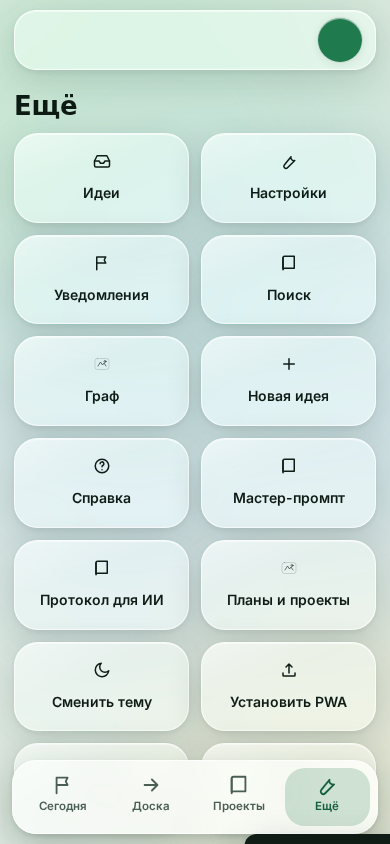 Ещё
Идеи
Настройки
Уведомления
Поиск
Граф
Новая идея
Справка
Мастер-промпт
Протокол для ИИ
Планы и проекты
Сменить тему
Установить PWA
Сегодня
Доска
Проекты
Ещё